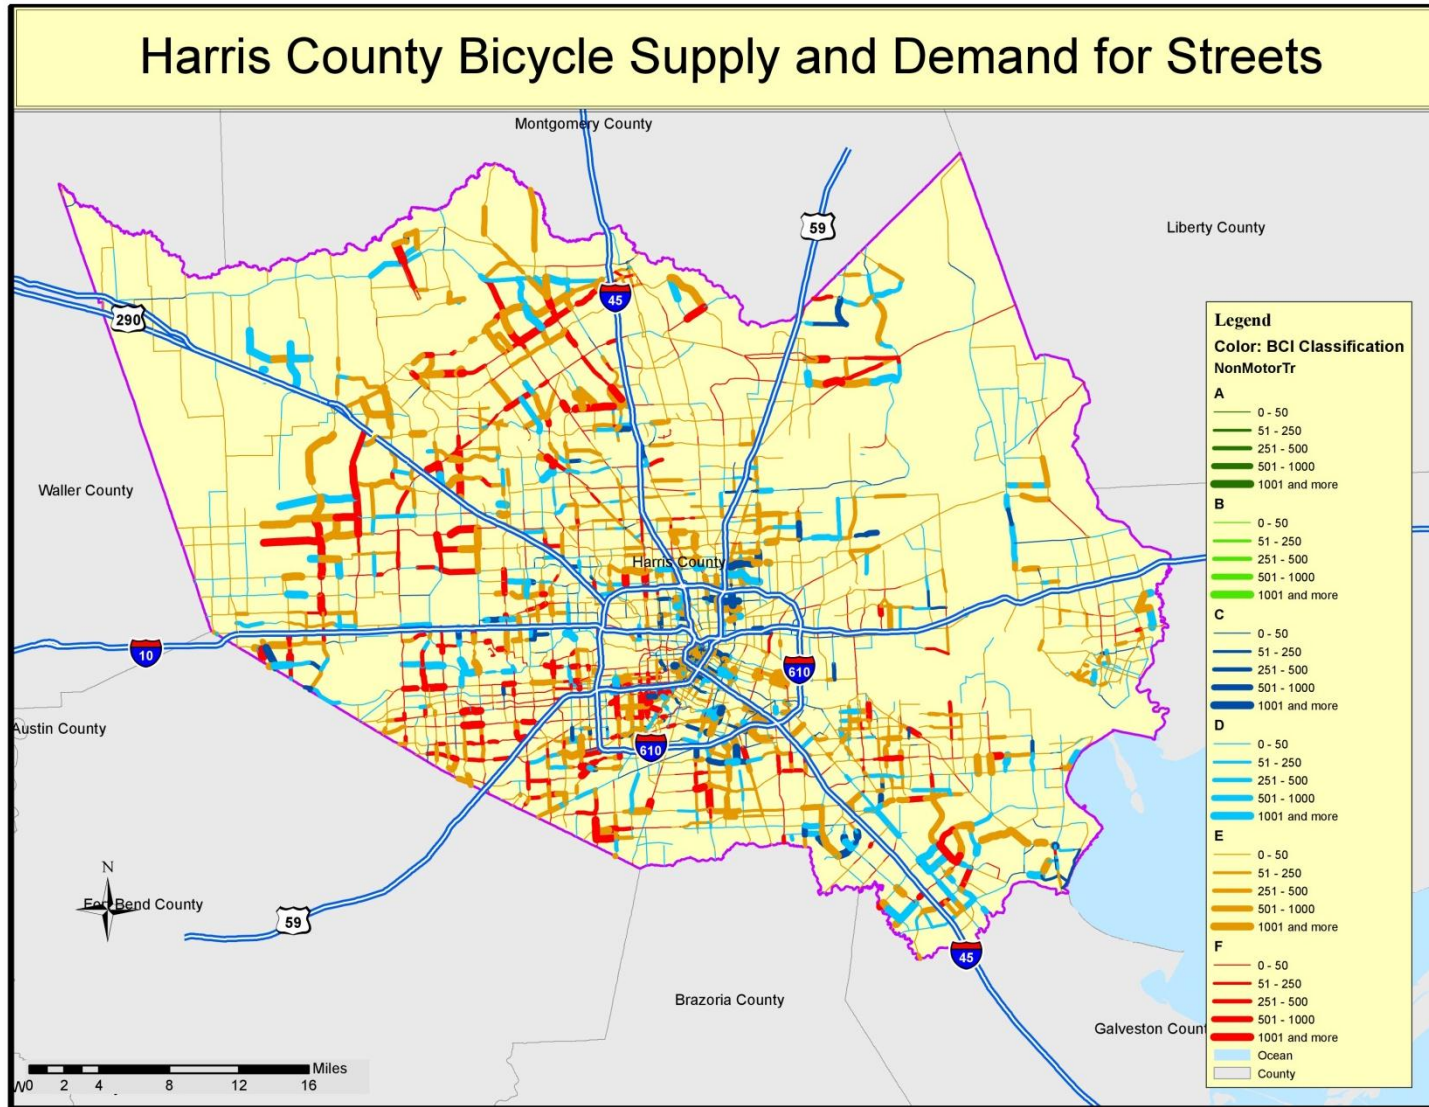 Harris County Bicycle Supply and Demand for Streets
Montgomery County
Liberty County
59
45
290
Waller County
Harris County
10
610
Austin County
610
Fort Bend County
59
45
Brazoria County
Galveston Count
N
Miles
0 2 4 8 12 16
Legend
Color: BCI Classification
NonMotorTr
A
0 - 50
51 - 250
251 - 500
501 - 1000
1001 and more
B
0 - 50
51 - 250
251 - 500
501 - 1000
1001 and more
C
0 - 50
51 - 250
251 - 500
501 - 1000
1001 and more
D
0 - 50
51 - 250
251 - 500
501 - 1000
1001 and more
E
0 - 50
51 - 250
251 - 500
501 - 1000
1001 and more
F
0 - 50
51 - 250
251 - 500
501 - 1000
1001 and more
Ocean
County